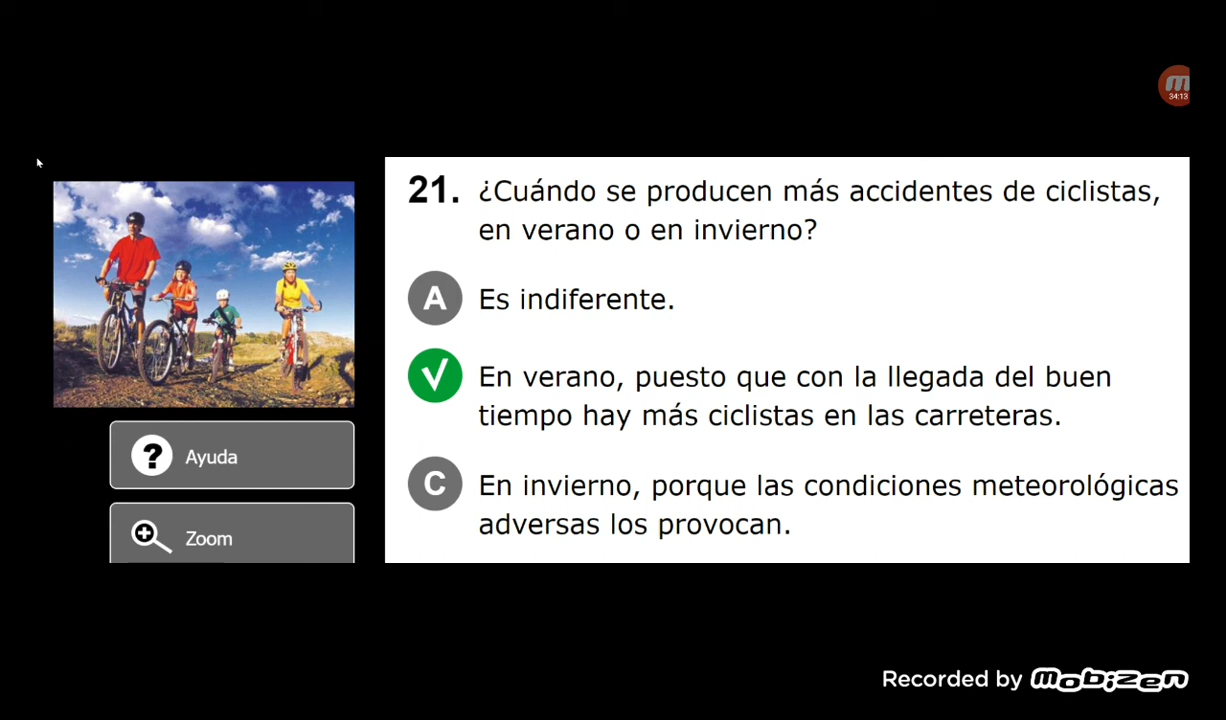 34:13
21. ¿Cuándo se producen más accidentes de ciclistas,
en verano o en invierno?
A Es indiferente.
En verano, puesto que con la llegada del buen
tiempo hay más ciclistas en las carreteras.
C En invierno, porque las condiciones meteorológicas
adversas los provocan.
? Ayuda
Zoom
Recorded by mobizen